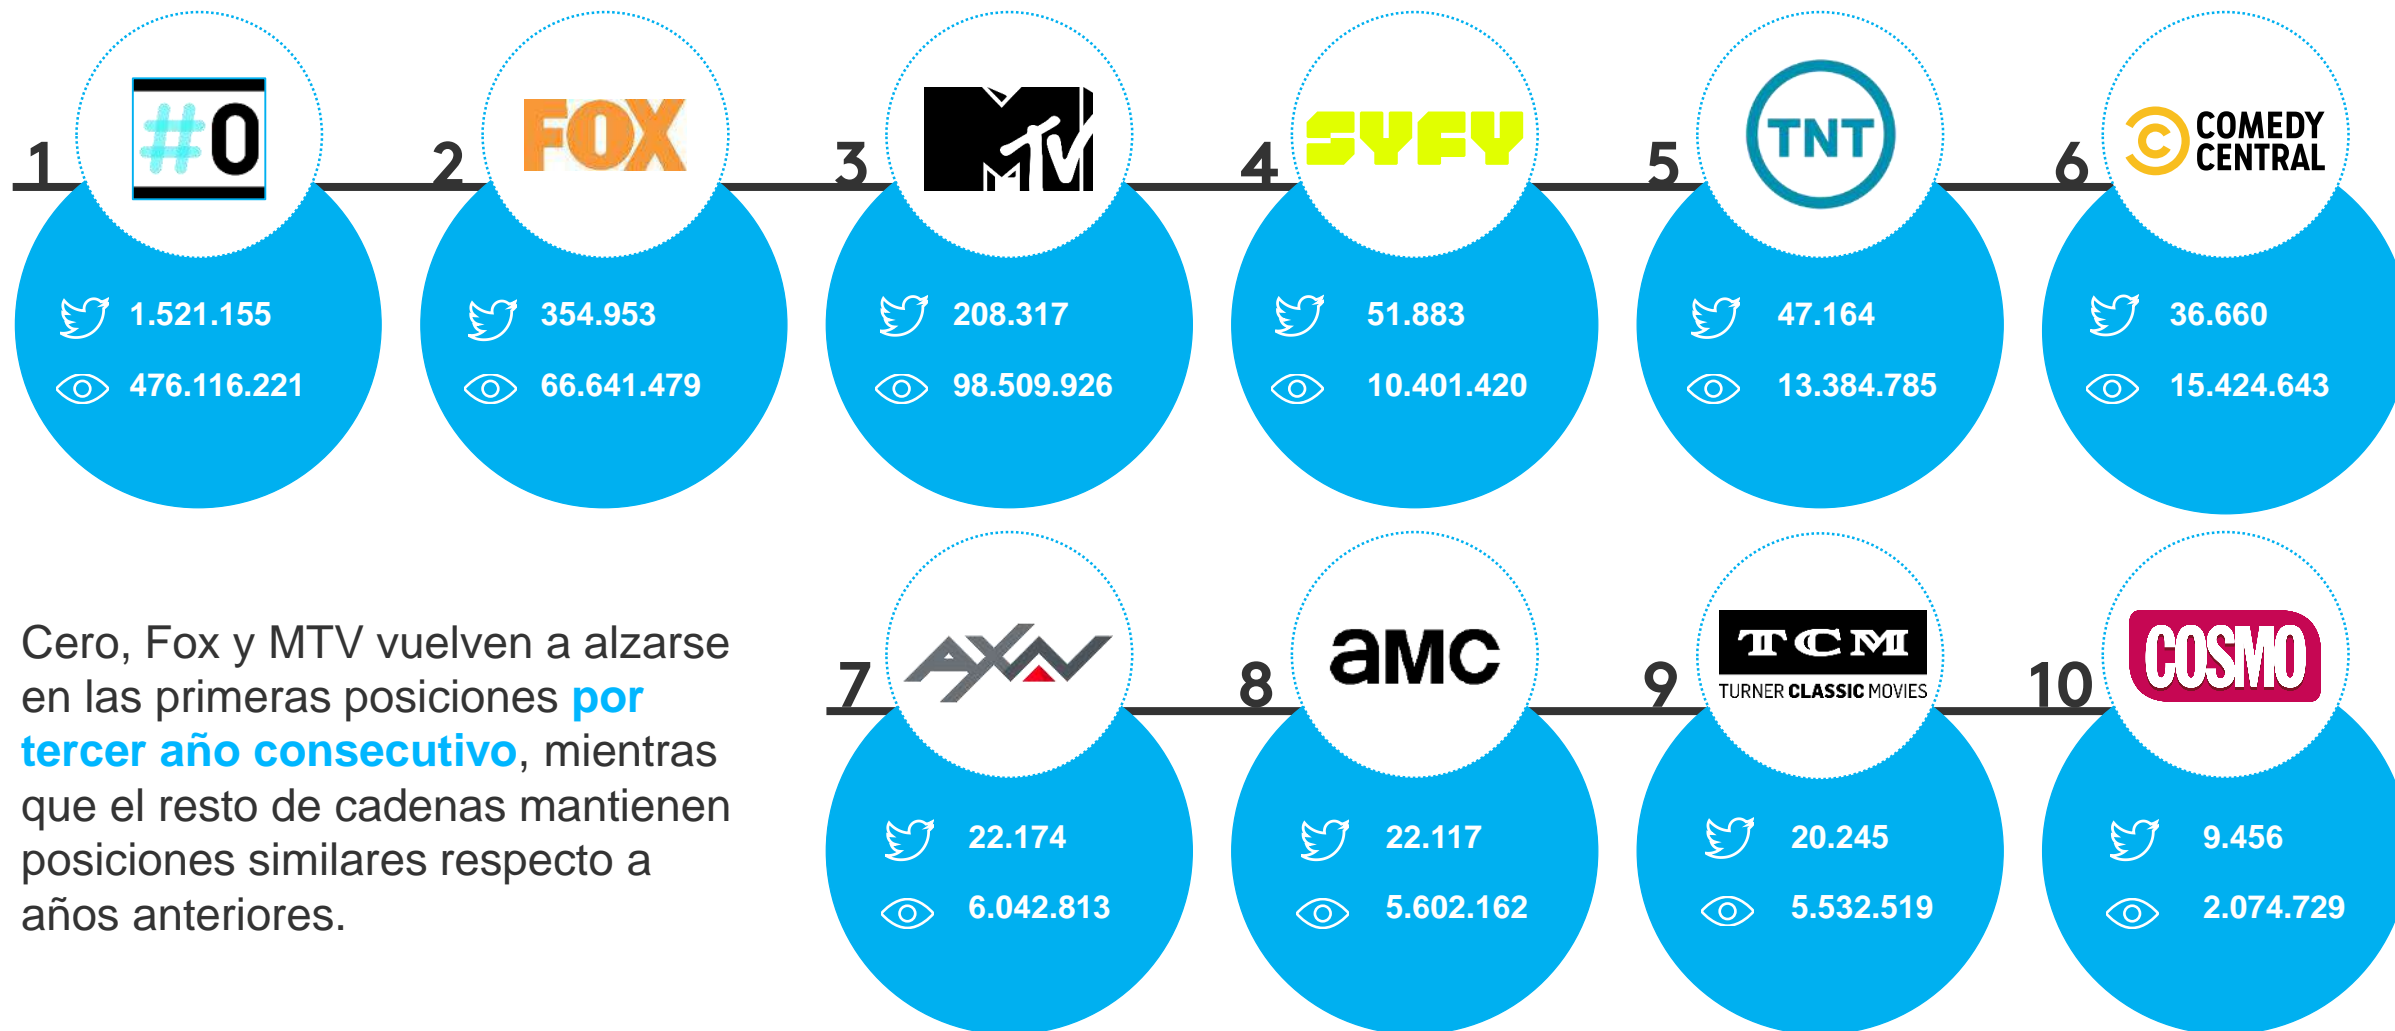 1
#0
1.521.155
476.116.221
2
FOX
354.953
66.641.479
3
MTV
208.317
98.509.926
4
SYFY
51.883
10.401.420
5
TNT
47.164
13.384.785
6
COMEDY
CENTRAL
36.660
15.424.643
Cero, Fox y MTV vuelven a alzarse
en las primeras posiciones por
tercer año consecutivo, mientras
que el resto de cadenas mantienen
posiciones similares respecto a
años anteriores.
7
AXN
22.174
6.042.813
8
aMC
22.117
5.602.162
9
TCM
TURNER CLASSIC MOVIES
20.245
5.532.519
10
COSMO
9.456
2.074.729